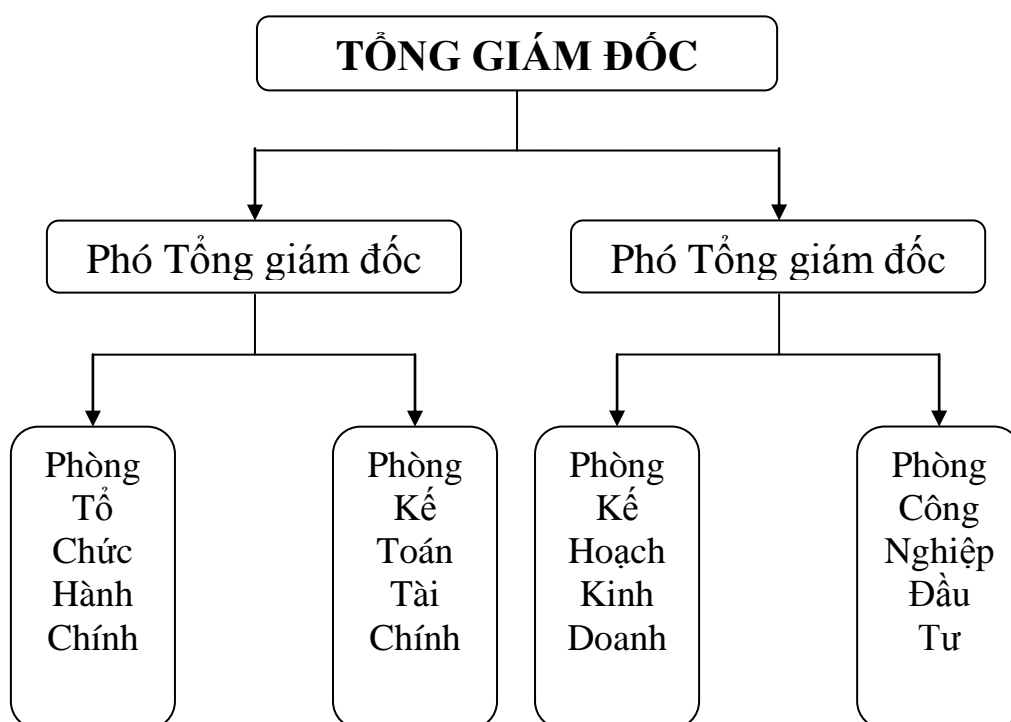 TỔNG GIÁM ĐỐC
Phó Tổng giám đốc
Phó Tổng giám đốc
Phòng
Tổ
Chức
Hành
Chính
Phòng
Kế
Toán
Tài
Chính
Phòng
Kế
Hoạch
Kinh
Doanh
Phòng
Công
Nghiệp
Đầu
Tư